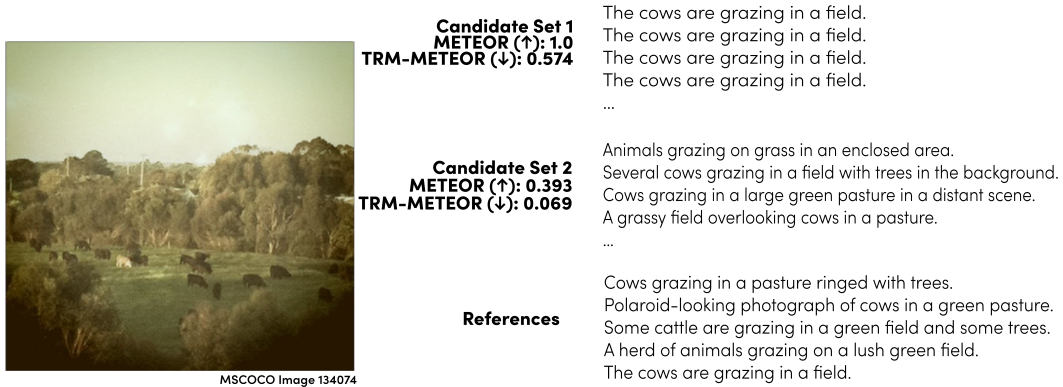 Candidate Set 1
METEOR (↑): 1.0
TRM-METEOR (↓): 0.574
The cows are grazing in a field.
The cows are grazing in a field.
The cows are grazing in a field.
The cows are grazing in a field.
...
Candidate Set 2
METEOR (↑): 0.393
TRM-METEOR (↓): 0.069
Animals grazing on grass in an enclosed area.
Several cows grazing in a field with trees in the background.
Cows grazing in a large green pasture in a distant scene.
A grassy field overlooking cows in a pasture.
...
References
Cows grazing in a pasture ringed with trees.
Polaroid-looking photograph of cows in a green pasture.
Some cattle are grazing in a green field and some trees.
A herd of animals grazing on a lush green field.
The cows are grazing in a field.
MSCOCO Image 134074